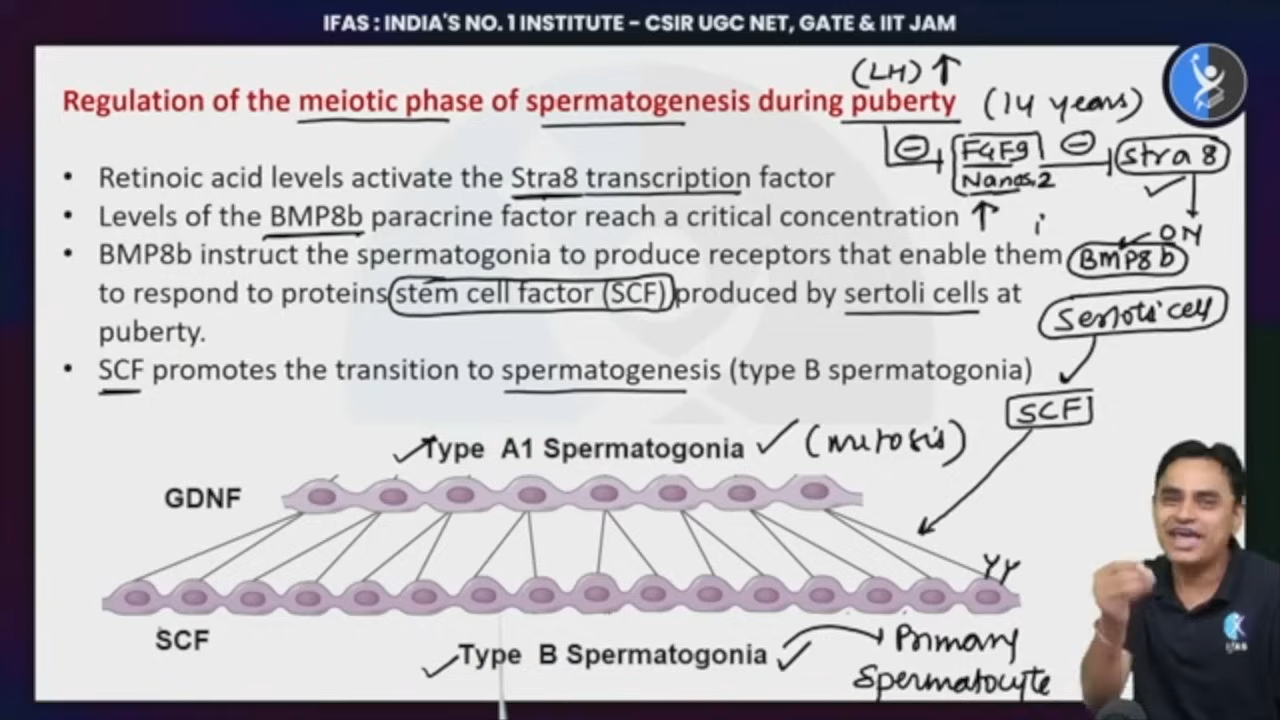 IFAS : INDIA'S NO. 1 INSTITUTE – CSIR UGC NET, GATE & IIT JAM
(LH) ↑
Regulation of the meiotic phase of spermatogenesis during puberty (14 years)
⊖ FGF9 ⊖ Stra 8
Nanos2
• Retinoic acid levels activate the Stra8 transcription factor
• Levels of the BMP8b paracrine factor reach a critical concentration ↑
ON
• BMP8b instruct the spermatogonia to produce receptors that enable them BMP8b
to respond to proteins stem cell factor (SCF) produced by sertoli cells at
Sertoli cell
puberty.
• SCF promotes the transition to spermatogenesis (type B spermatogonia)
SCF
Type A1 Spermatogonia ✓ (mitosis)
GDNF
SCF
Type B Spermatogonia ✓ → Primary
Spermatocyte
ifas